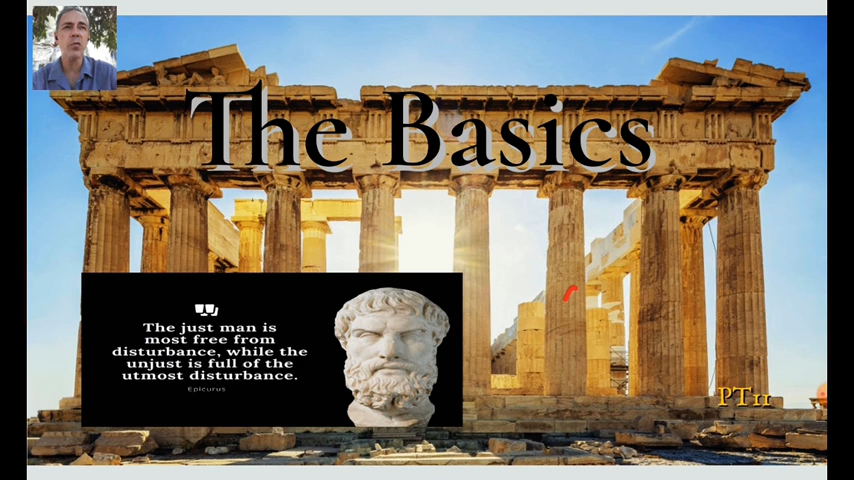 The Basics
The just man is
most free from
disturbance, while the
unjust is full of the
utmost disturbance.
Epicurus
PT11